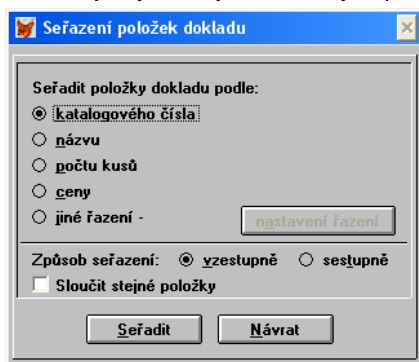 Seřazení položek dokladu
Seřadit položky dokladu podle:
katalogového čísla
názvu
počtu kusů
ceny
jiné řazení -
nastavení řazení
Způsob seřazení: vzestupně sestupně
Sloučit stejné položky
Seřadit Návrat